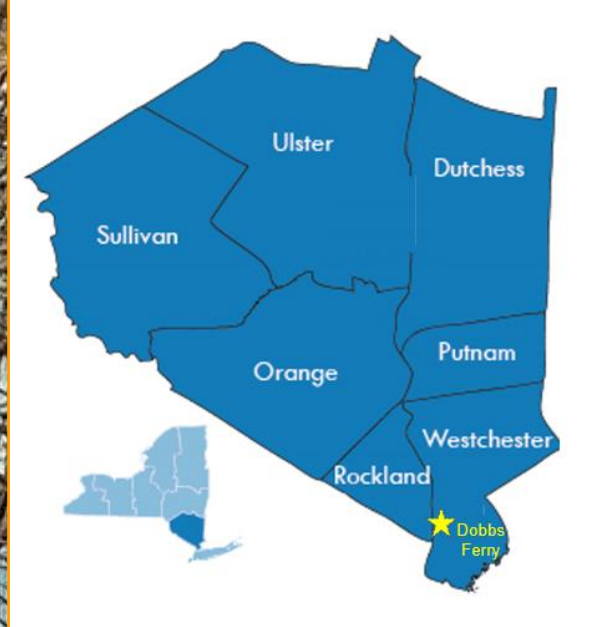 Ulster
Dutchess
Sullivan
Putnam
Orange
Westchester
Rockland
Dobbs
Ferry